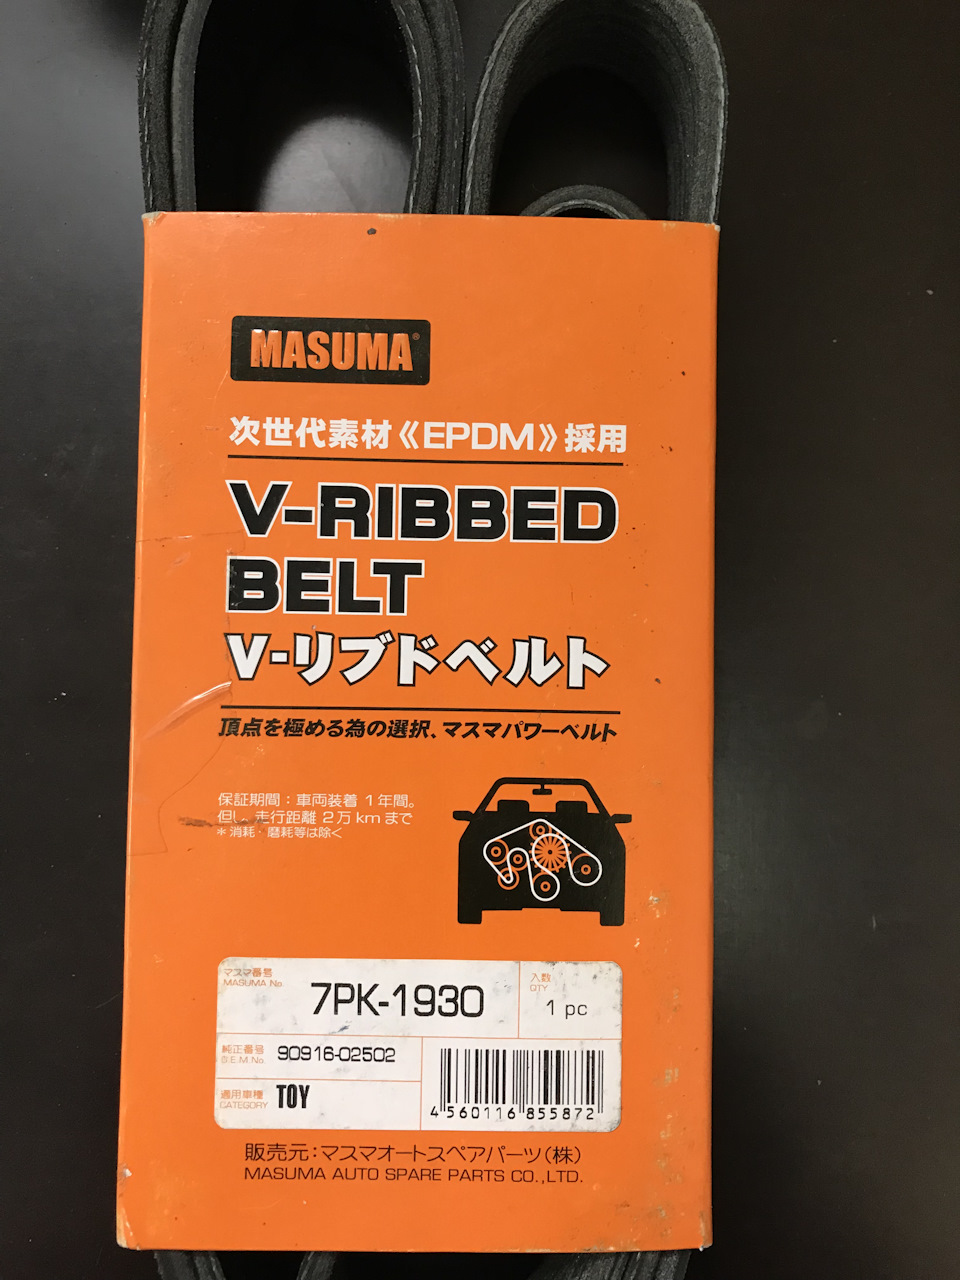 MASUMA®
次世代素材《EPDM》採用
V-RIBBED
BELT
V-リブドベルト
頂点を極める為の選択、マスマパワーベルト
保証期間：車両装着 1年間。
但し、走行距離 2万kmまで
＊消耗・磨耗等は除く
マスマ番号
MASUMA No.
7PK-1930
入数
QTY
1 pc
純正番号
G.E.M No.
90916-02502
適用車種
CATEGORY
TOY
4 560116 855872
販売元：マスマオートスペアパーツ（株）
MASUMA AUTO SPARE PARTS CO.,LTD.